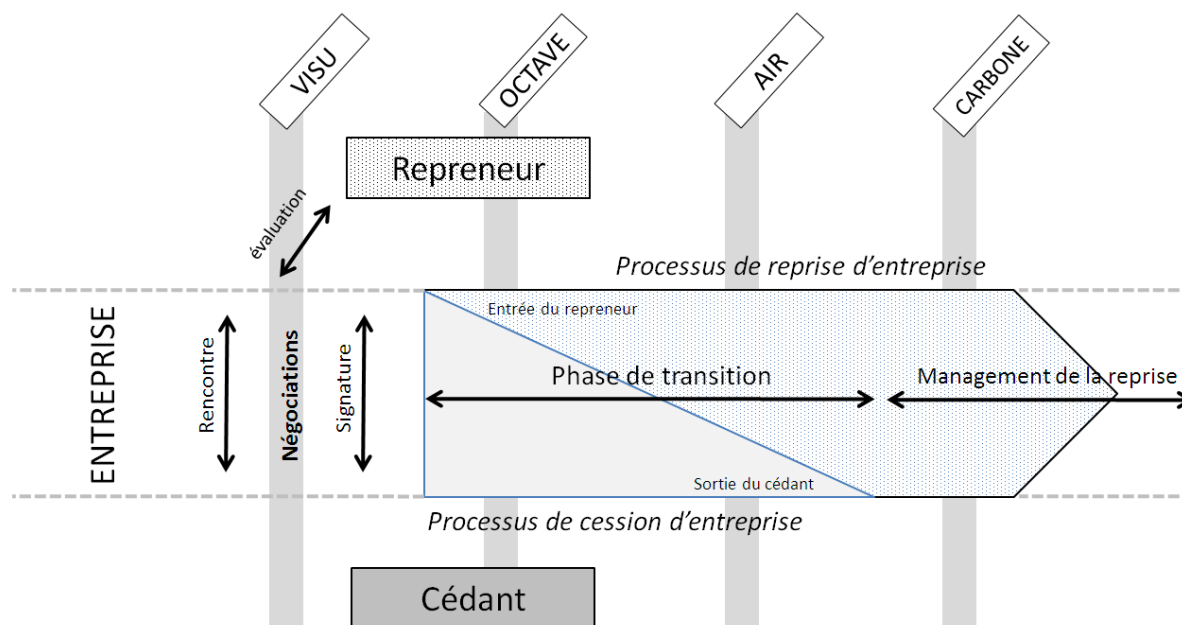 VISU
OCTAVE
AIR
CARBONE
Repreneur
évaluation
Processus de reprise d’entreprise
ENTREPRISE
Rencontre
Négociations
Signature
Entrée du repreneur
Phase de transition
Management de la reprise
Sortie du cédant
Processus de cession d’entreprise
Cédant